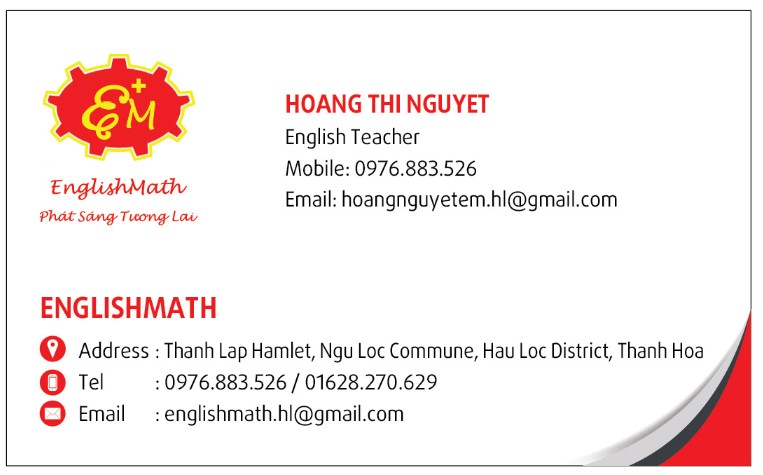 E+M
EnglishMath
Phát Sáng Tương Lai
HOANG THI NGUYET
English Teacher
Mobile: 0976.883.526
Email: hoangnguyetem.hl@gmail.com
ENGLISHMATH
Address : Thanh Lap Hamlet, Ngu Loc Commune, Hau Loc District, Thanh Hoa
Tel : 0976.883.526 / 01628.270.629
Email : englishmath.hl@gmail.com